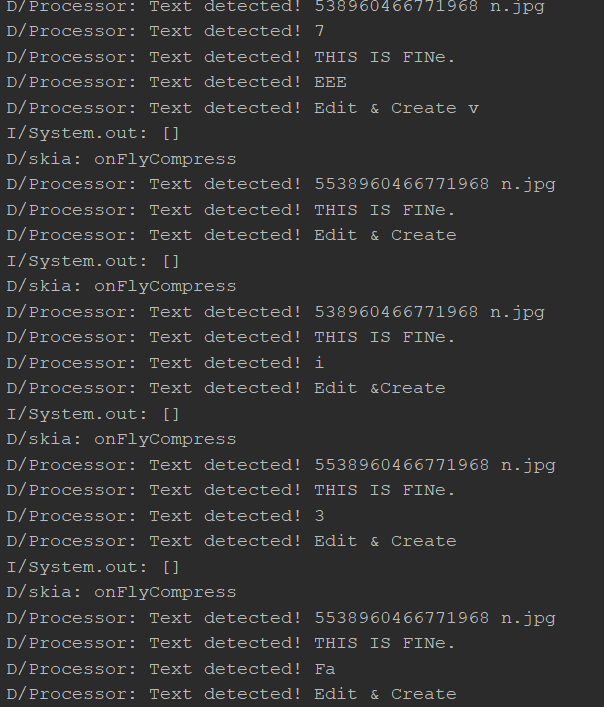 D/Processor: Text detected! 538960466771968 n.jpg
D/Processor: Text detected! 7
D/Processor: Text detected! THIS IS FINe.
D/Processor: Text detected! EEE
D/Processor: Text detected! Edit & Create v
I/System.out: []
D/skia: onFlyCompress
D/Processor: Text detected! 5538960466771968 n.jpg
D/Processor: Text detected! THIS IS FINe.
D/Processor: Text detected! Edit & Create
I/System.out: []
D/skia: onFlyCompress
D/Processor: Text detected! 538960466771968 n.jpg
D/Processor: Text detected! THIS IS FINe.
D/Processor: Text detected! i
D/Processor: Text detected! Edit &Create
I/System.out: []
D/skia: onFlyCompress
D/Processor: Text detected! 5538960466771968 n.jpg
D/Processor: Text detected! THIS IS FINe.
D/Processor: Text detected! 3
D/Processor: Text detected! Edit & Create
I/System.out: []
D/skia: onFlyCompress
D/Processor: Text detected! 5538960466771968 n.jpg
D/Processor: Text detected! THIS IS FINe.
D/Processor: Text detected! Fa
D/Processor: Text detected! Edit & Create